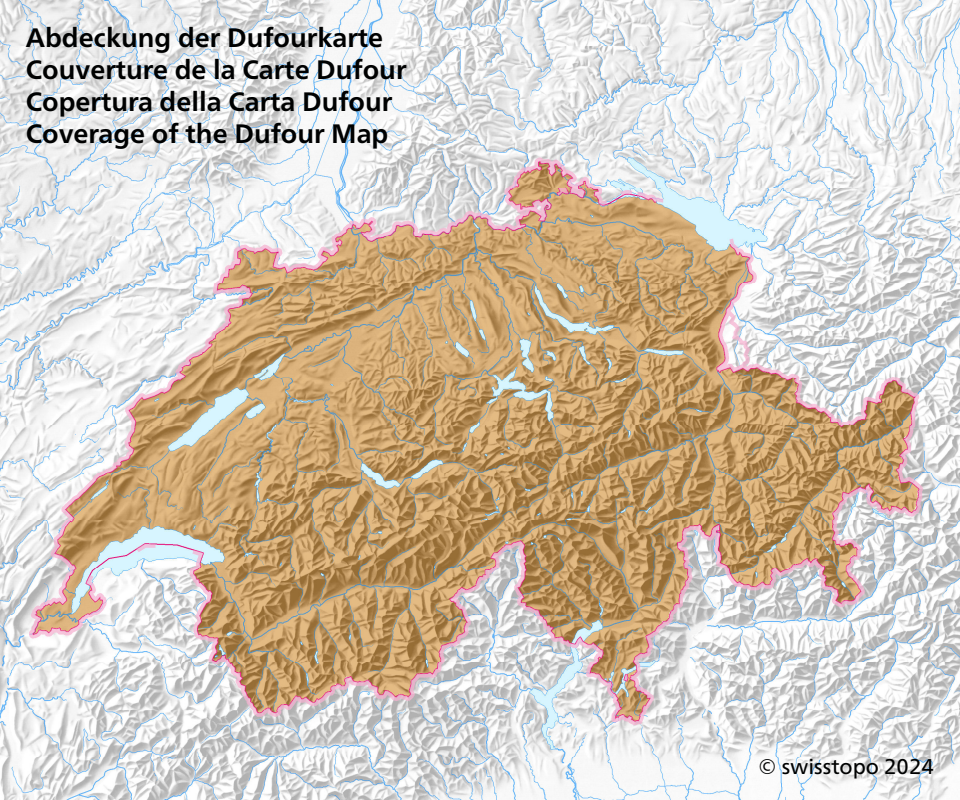 Abdeckung der Dufourkarte
Couverture de la Carte Dufour
Copertura della Carta Dufour
Coverage of the Dufour Map
© swisstopo 2024